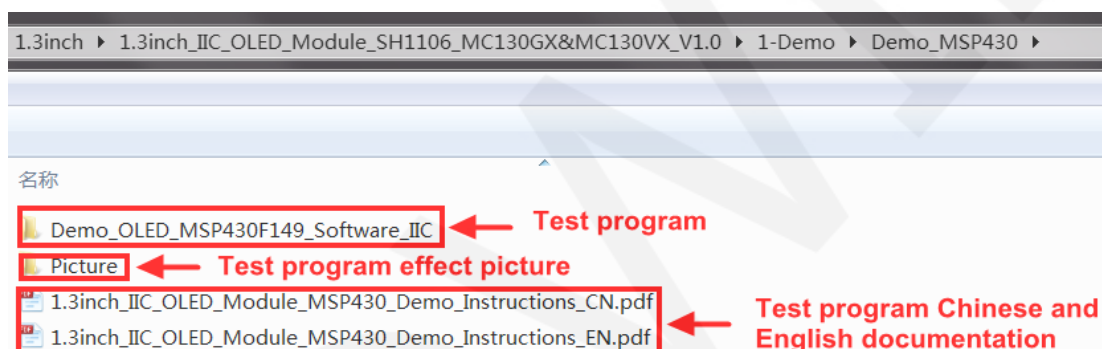 1.3inch ▸ 1.3inch_IIC_OLED_Module_SH1106_MC130GX&MC130VX_V1.0 ▸ 1-Demo ▸ Demo_MSP430 ▸
名称
Demo_OLED_MSP430F149_Software_IIC Test program
Picture Test program effect picture
1.3inch_IIC_OLED_Module_MSP430_Demo_Instructions_CN.pdf
1.3inch_IIC_OLED_Module_MSP430_Demo_Instructions_EN.pdf
Test program Chinese and
English documentation